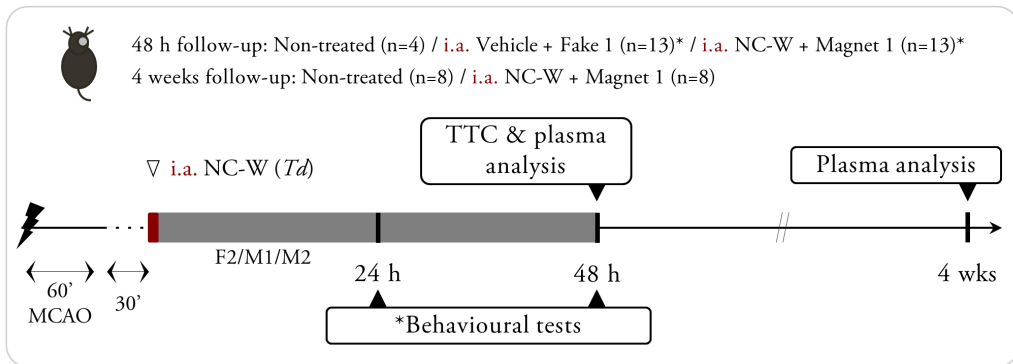 48 h follow-up: Non-treated (n=4) / i.a. Vehicle + Fake 1 (n=13)* / i.a. NC-W + Magnet 1 (n=13)*
4 weeks follow-up: Non-treated (n=8) / i.a. NC-W + Magnet 1 (n=8)
TTC & plasma
analysis
Plasma analysis
▽ i.a. NC-W (Td)
F2/M1/M2
24 h
48 h
4 wks
60’
MCAO
30’
*Behavioural tests